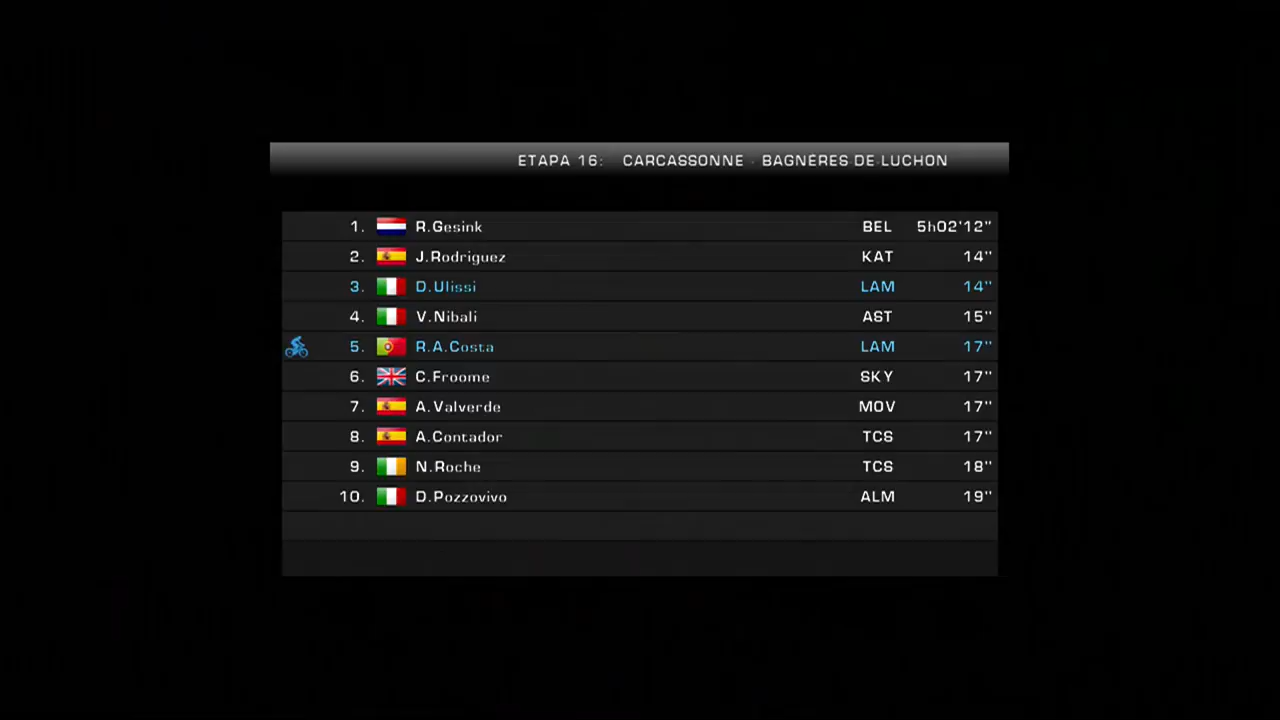 ETAPA 16: CARCASSONNE - BAGNÈRES DE LUCHON
1. R.Gesink BEL 5h02'12''
2. J.Rodriguez KAT 14''
3. D.Ulissi LAM 14''
4. V.Nibali AST 15''
5. R.A.Costa LAM 17''
6. C.Froome SKY 17''
7. A.Valverde MOV 17''
8. A.Contador TCS 17''
9. N.Roche TCS 18''
10. D.Pozzovivo ALM 19''